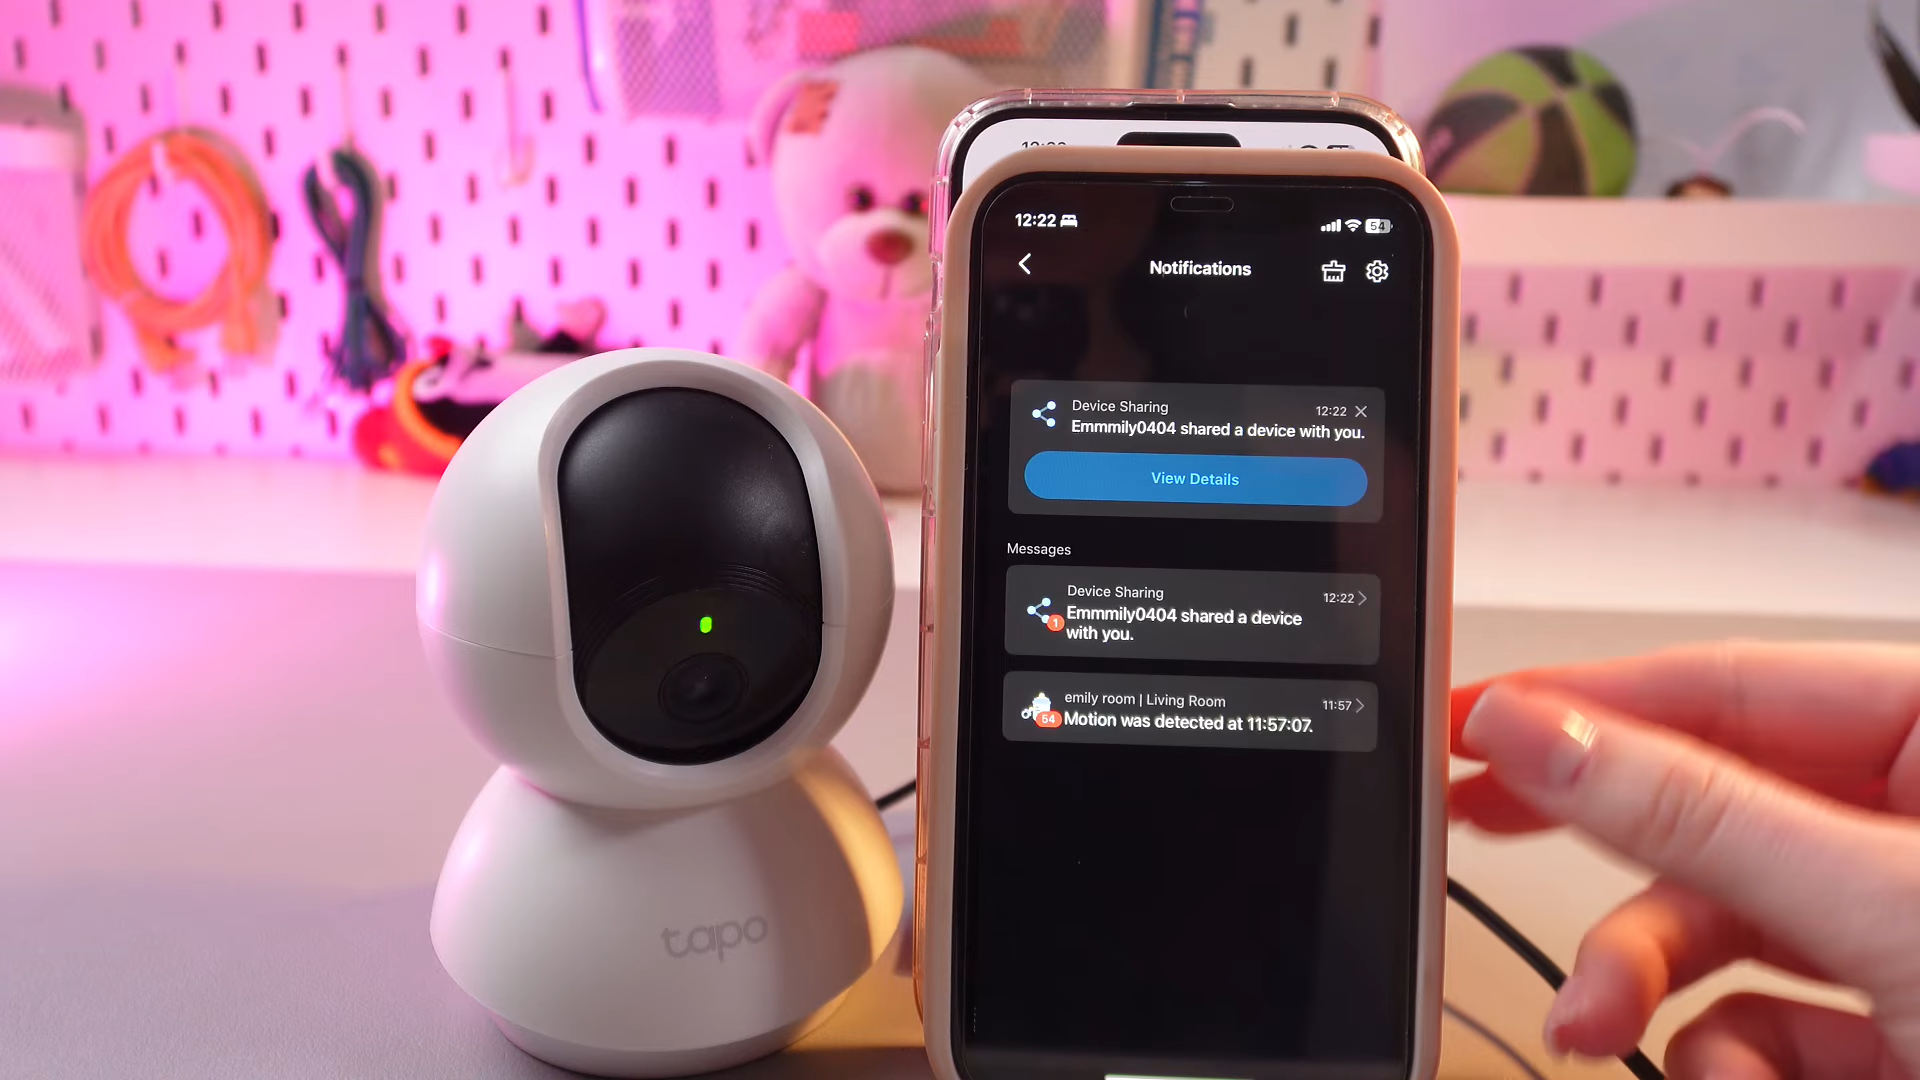 12:22
54
Notifications
Device Sharing
12:22
Emmmily0404 shared a device with you.
View Details
Messages
Device Sharing
12:22
Emmmily0404 shared a device
with you.
1
emily room | Living Room
11:57
54
Motion was detected at 11:57:07.
tapo